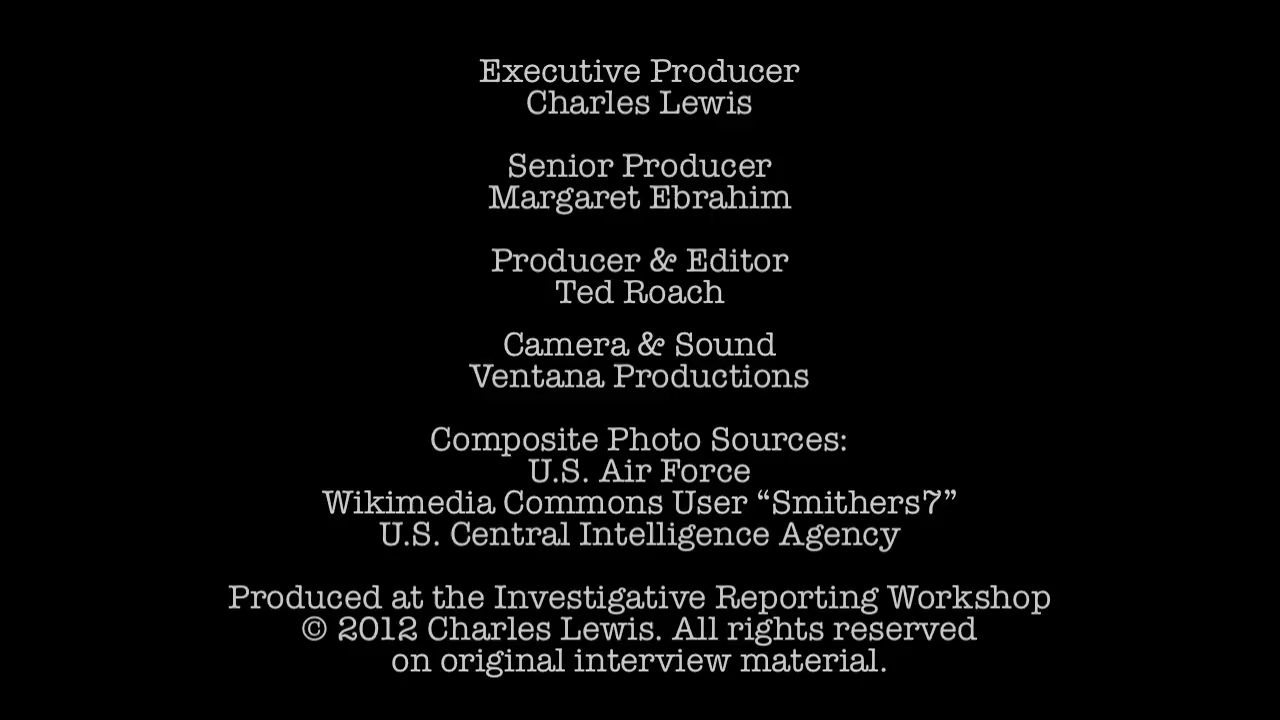 Executive Producer
Charles Lewis
Senior Producer
Margaret Ebrahim
Producer & Editor
Ted Roach
Camera & Sound
Ventana Productions
Composite Photo Sources:
U.S. Air Force
Wikimedia Commons User “Smithers7”
U.S. Central Intelligence Agency
Produced at the Investigative Reporting Workshop
© 2012 Charles Lewis. All rights reserved
on original interview material.